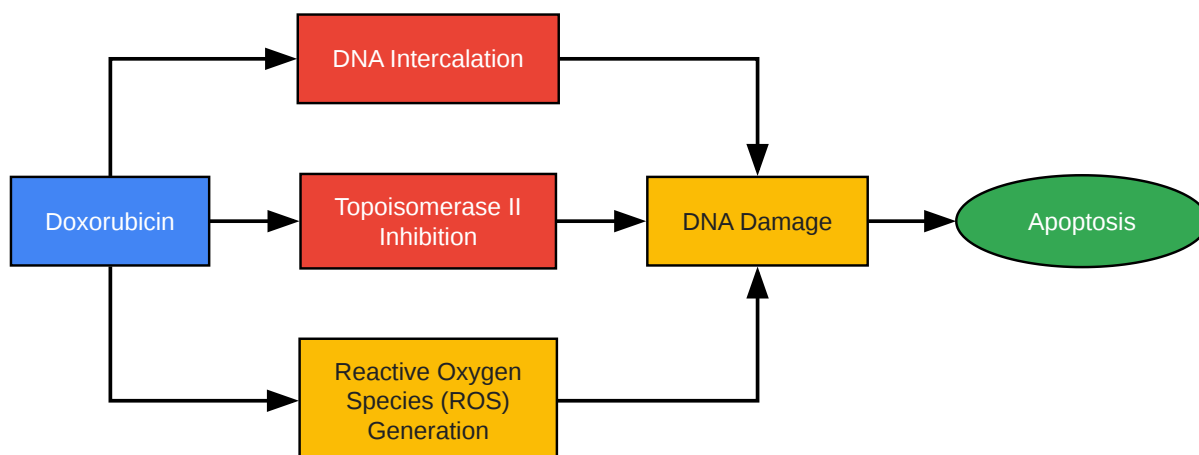 DNA Intercalation
Doxorubicin
Topoisomerase II
Inhibition
DNA Damage
Apoptosis
Reactive Oxygen
Species (ROS)
Generation